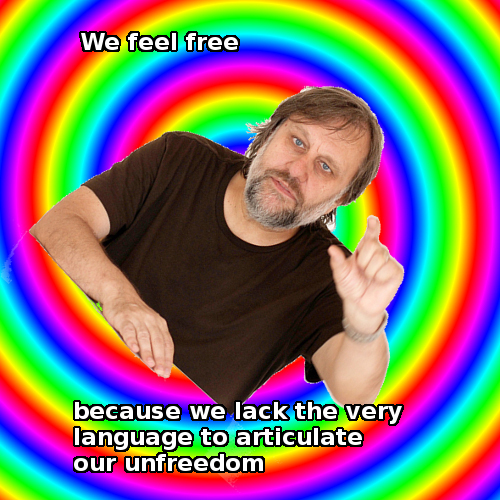 We feel free
because we lack the very
language to articulate
our unfreedom